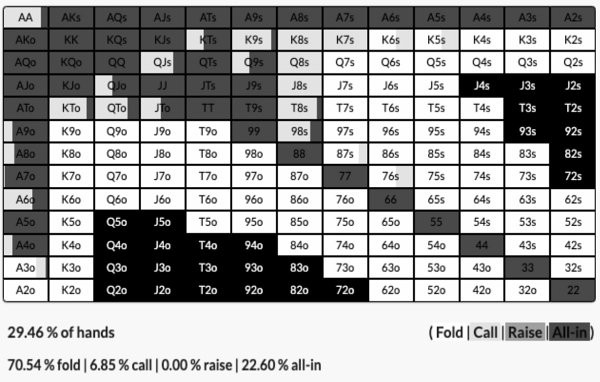 AA AKs AQs AJs ATs A9s A8s A7s A6s A5s A4s A3s A2s
AKo KK KQs KJs KTs K9s K8s K7s K6s K5s K4s K3s K2s
AQo KQo QQ QJs QTs Q9s Q8s Q7s Q6s Q5s Q4s Q3s Q2s
AJo KJo QJo JJ JTs J9s J8s J7s J6s J5s J4s J3s J2s
ATo KTo QTo JTo TT T9s T8s T7s T6s T5s T4s T3s T2s
A9o K9o Q9o J9o T9o 99 98s 97s 96s 95s 94s 93s 92s
A8o K8o Q8o J8o T8o 98o 88 87s 86s 85s 84s 83s 82s
A7o K7o Q7o J7o T7o 97o 87o 77 76s 75s 74s 73s 72s
A6o K6o Q6o J6o T6o 96o 86o 76o 66 65s 64s 63s 62s
A5o K5o Q5o J5o T5o 95o 85o 75o 65o 55 54s 53s 52s
A4o K4o Q4o J4o T4o 94o 84o 74o 64o 54o 44 43s 42s
A3o K3o Q3o J3o T3o 93o 83o 73o 63o 53o 43o 33 32s
A2o K2o Q2o J2o T2o 92o 82o 72o 62o 52o 42o 32o 22
29.46 % of hands (Fold | Call | Raise | All-in)
70.54 % fold | 6.85 % call | 0.00 % raise | 22.60 % all-in